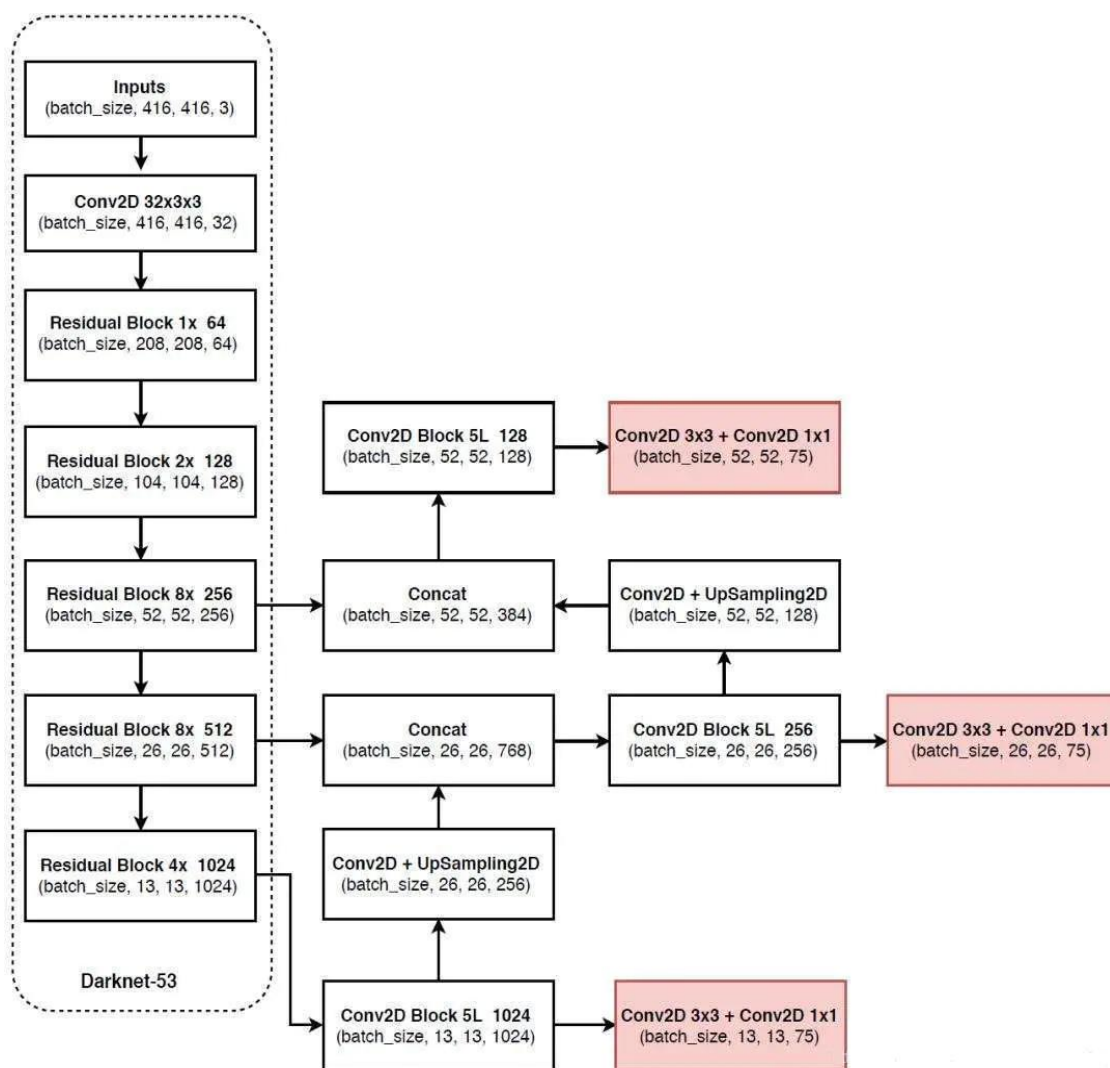 Inputs
(batch_size, 416, 416, 3)
Conv2D 32x3x3
(batch_size, 416, 416, 32)
Residual Block 1x 64
(batch_size, 208, 208, 64)
Residual Block 2x 128
(batch_size, 104, 104, 128)
Residual Block 8x 256
(batch_size, 52, 52, 256)
Residual Block 8x 512
(batch_size, 26, 26, 512)
Residual Block 4x 1024
(batch_size, 13, 13, 1024)
Darknet-53
Conv2D Block 5L 128
(batch_size, 52, 52, 128)
Conv2D 3x3 + Conv2D 1x1
(batch_size, 52, 52, 75)
Concat
(batch_size, 52, 52, 384)
Conv2D + UpSampling2D
(batch_size, 52, 52, 128)
Concat
(batch_size, 26, 26, 768)
Conv2D Block 5L 256
(batch_size, 26, 26, 256)
Conv2D 3x3 + Conv2D 1x1
(batch_size, 26, 26, 75)
Conv2D + UpSampling2D
(batch_size, 26, 26, 256)
Conv2D Block 5L 1024
(batch_size, 13, 13, 1024)
Conv2D 3x3 + Conv2D 1x1
(batch_size, 13, 13, 75)